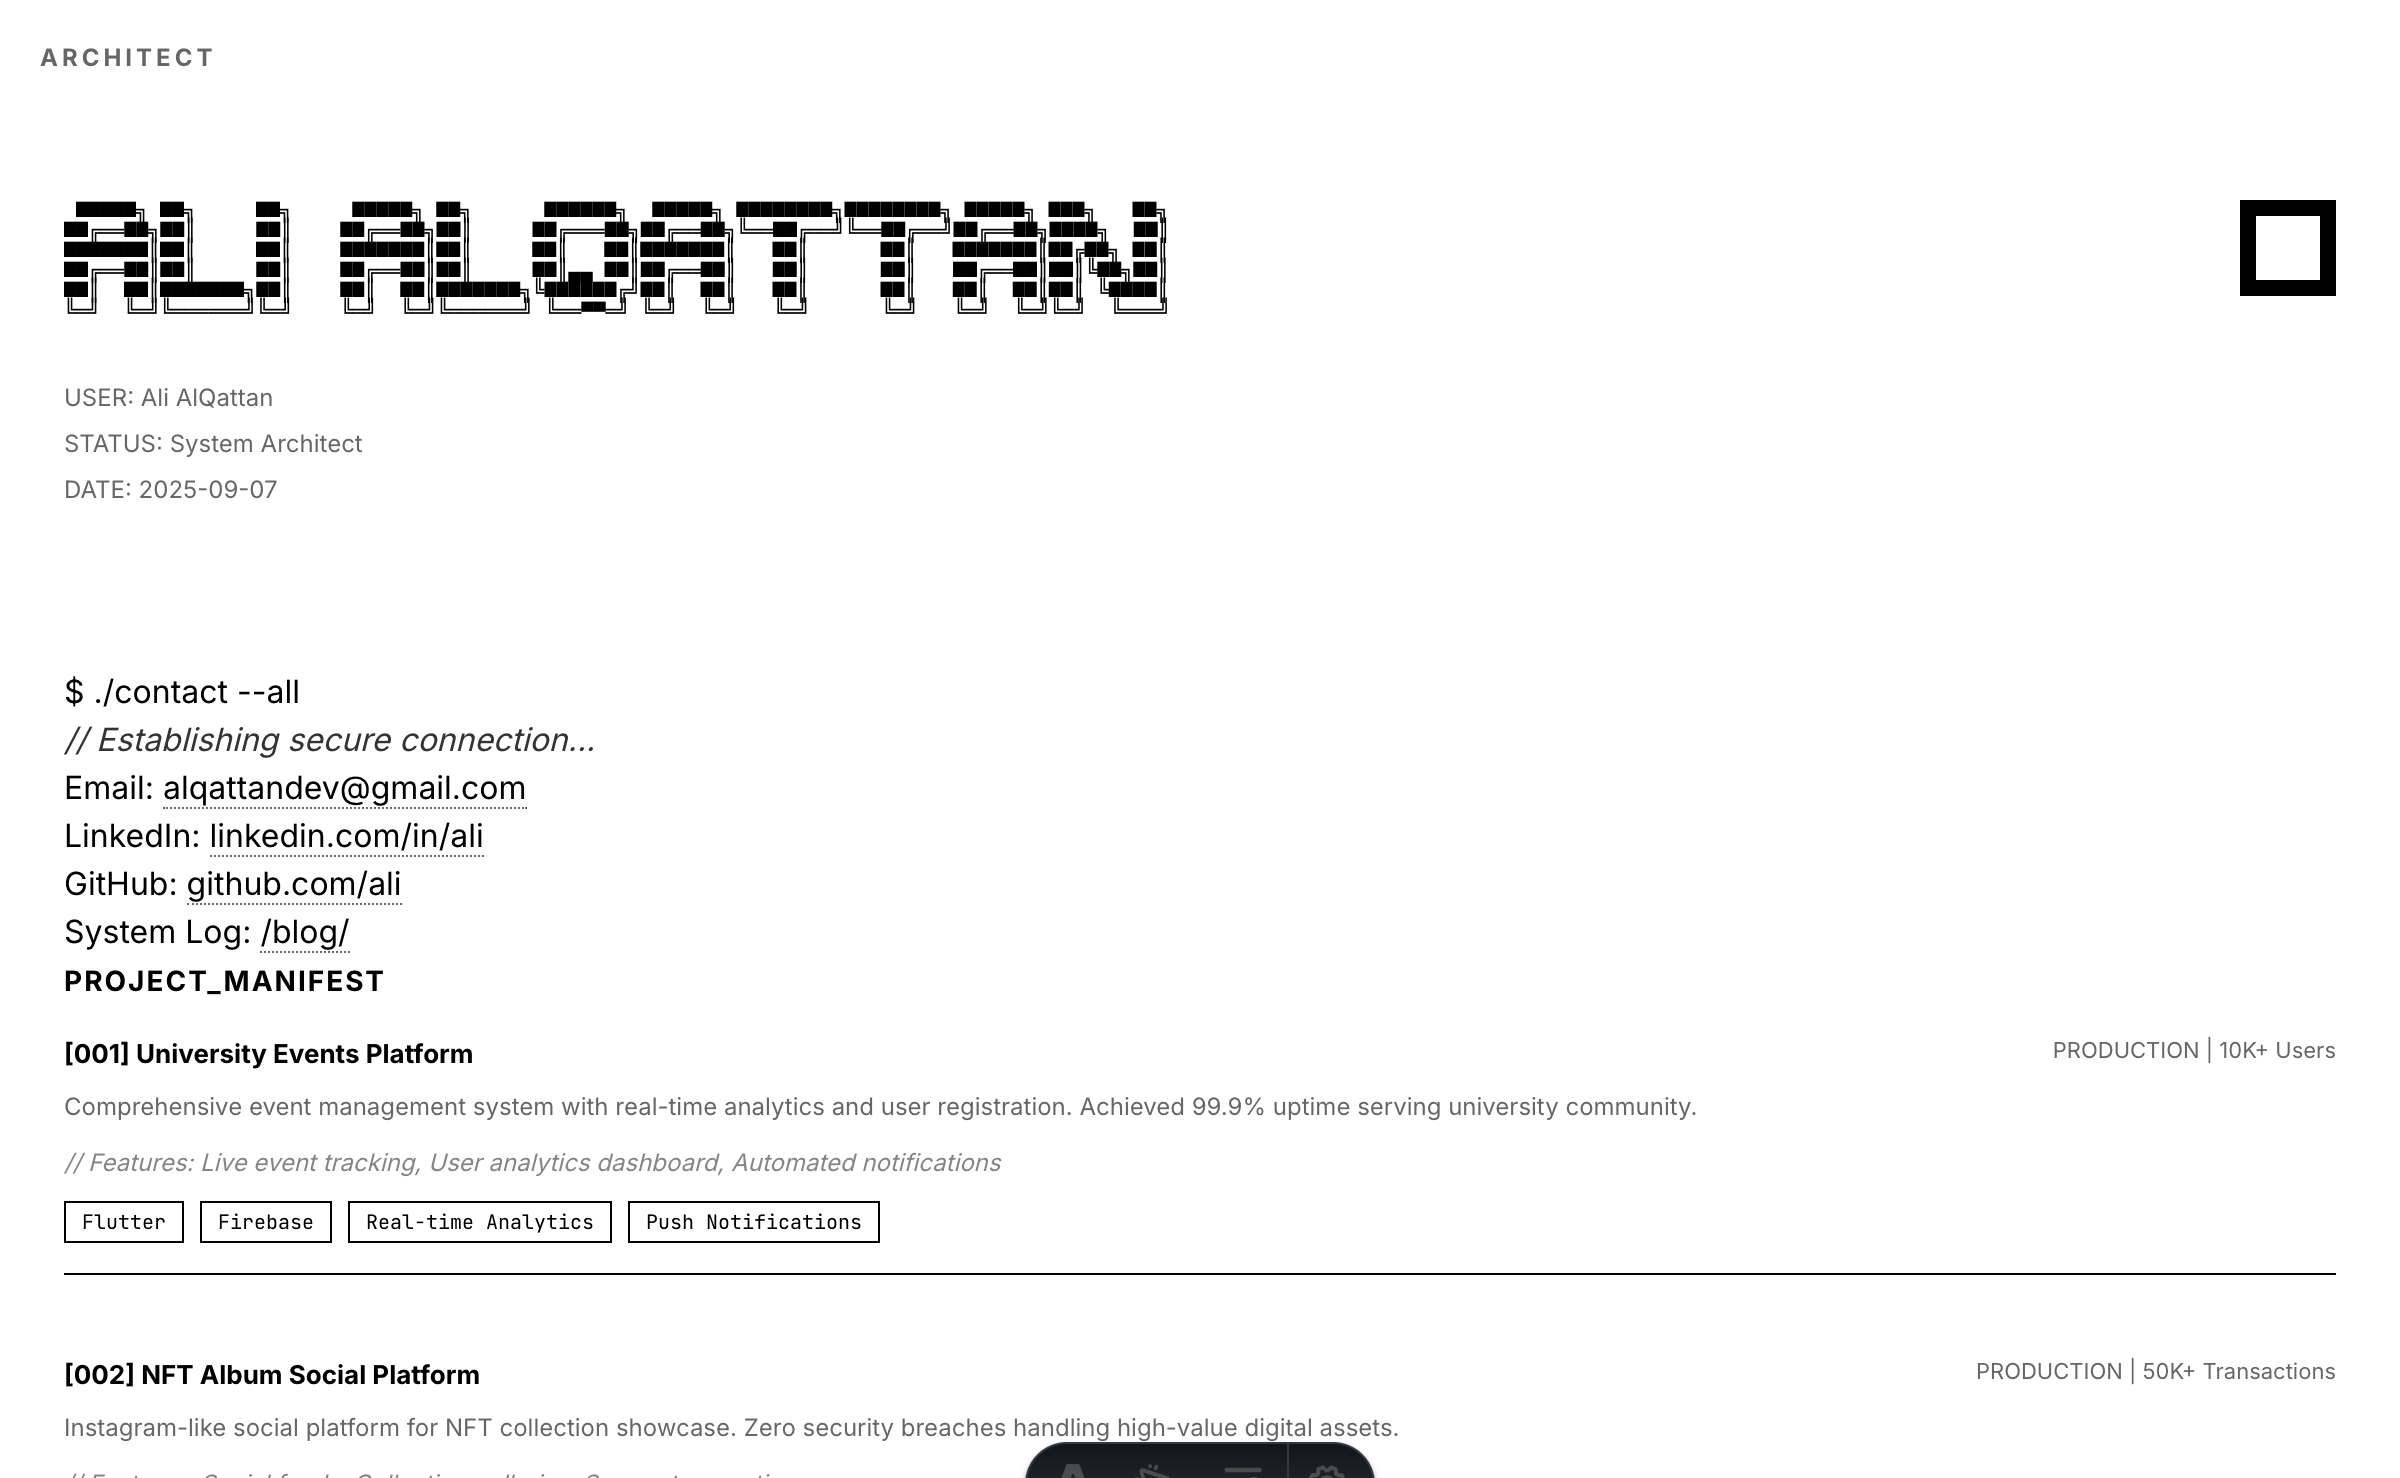 ARCHITECT
ALI ALQATTAN
USER: Ali AlQattan
STATUS: System Architect
DATE: 2025-09-07
$ ./contact --all
// Establishing secure connection...
Email: alqattandev@gmail.com
LinkedIn: linkedin.com/in/ali
GitHub: github.com/ali
System Log: /blog/
PROJECT_MANIFEST
[001] University Events Platform
PRODUCTION | 10K+ Users
Comprehensive event management system with real-time analytics and user registration. Achieved 99.9% uptime serving university community.
// Features: Live event tracking, User analytics dashboard, Automated notifications
Flutter
Firebase
Real-time Analytics
Push Notifications
[002] NFT Album Social Platform
PRODUCTION | 50K+ Transactions
Instagram-like social platform for NFT collection showcase. Zero security breaches handling high-value digital assets.